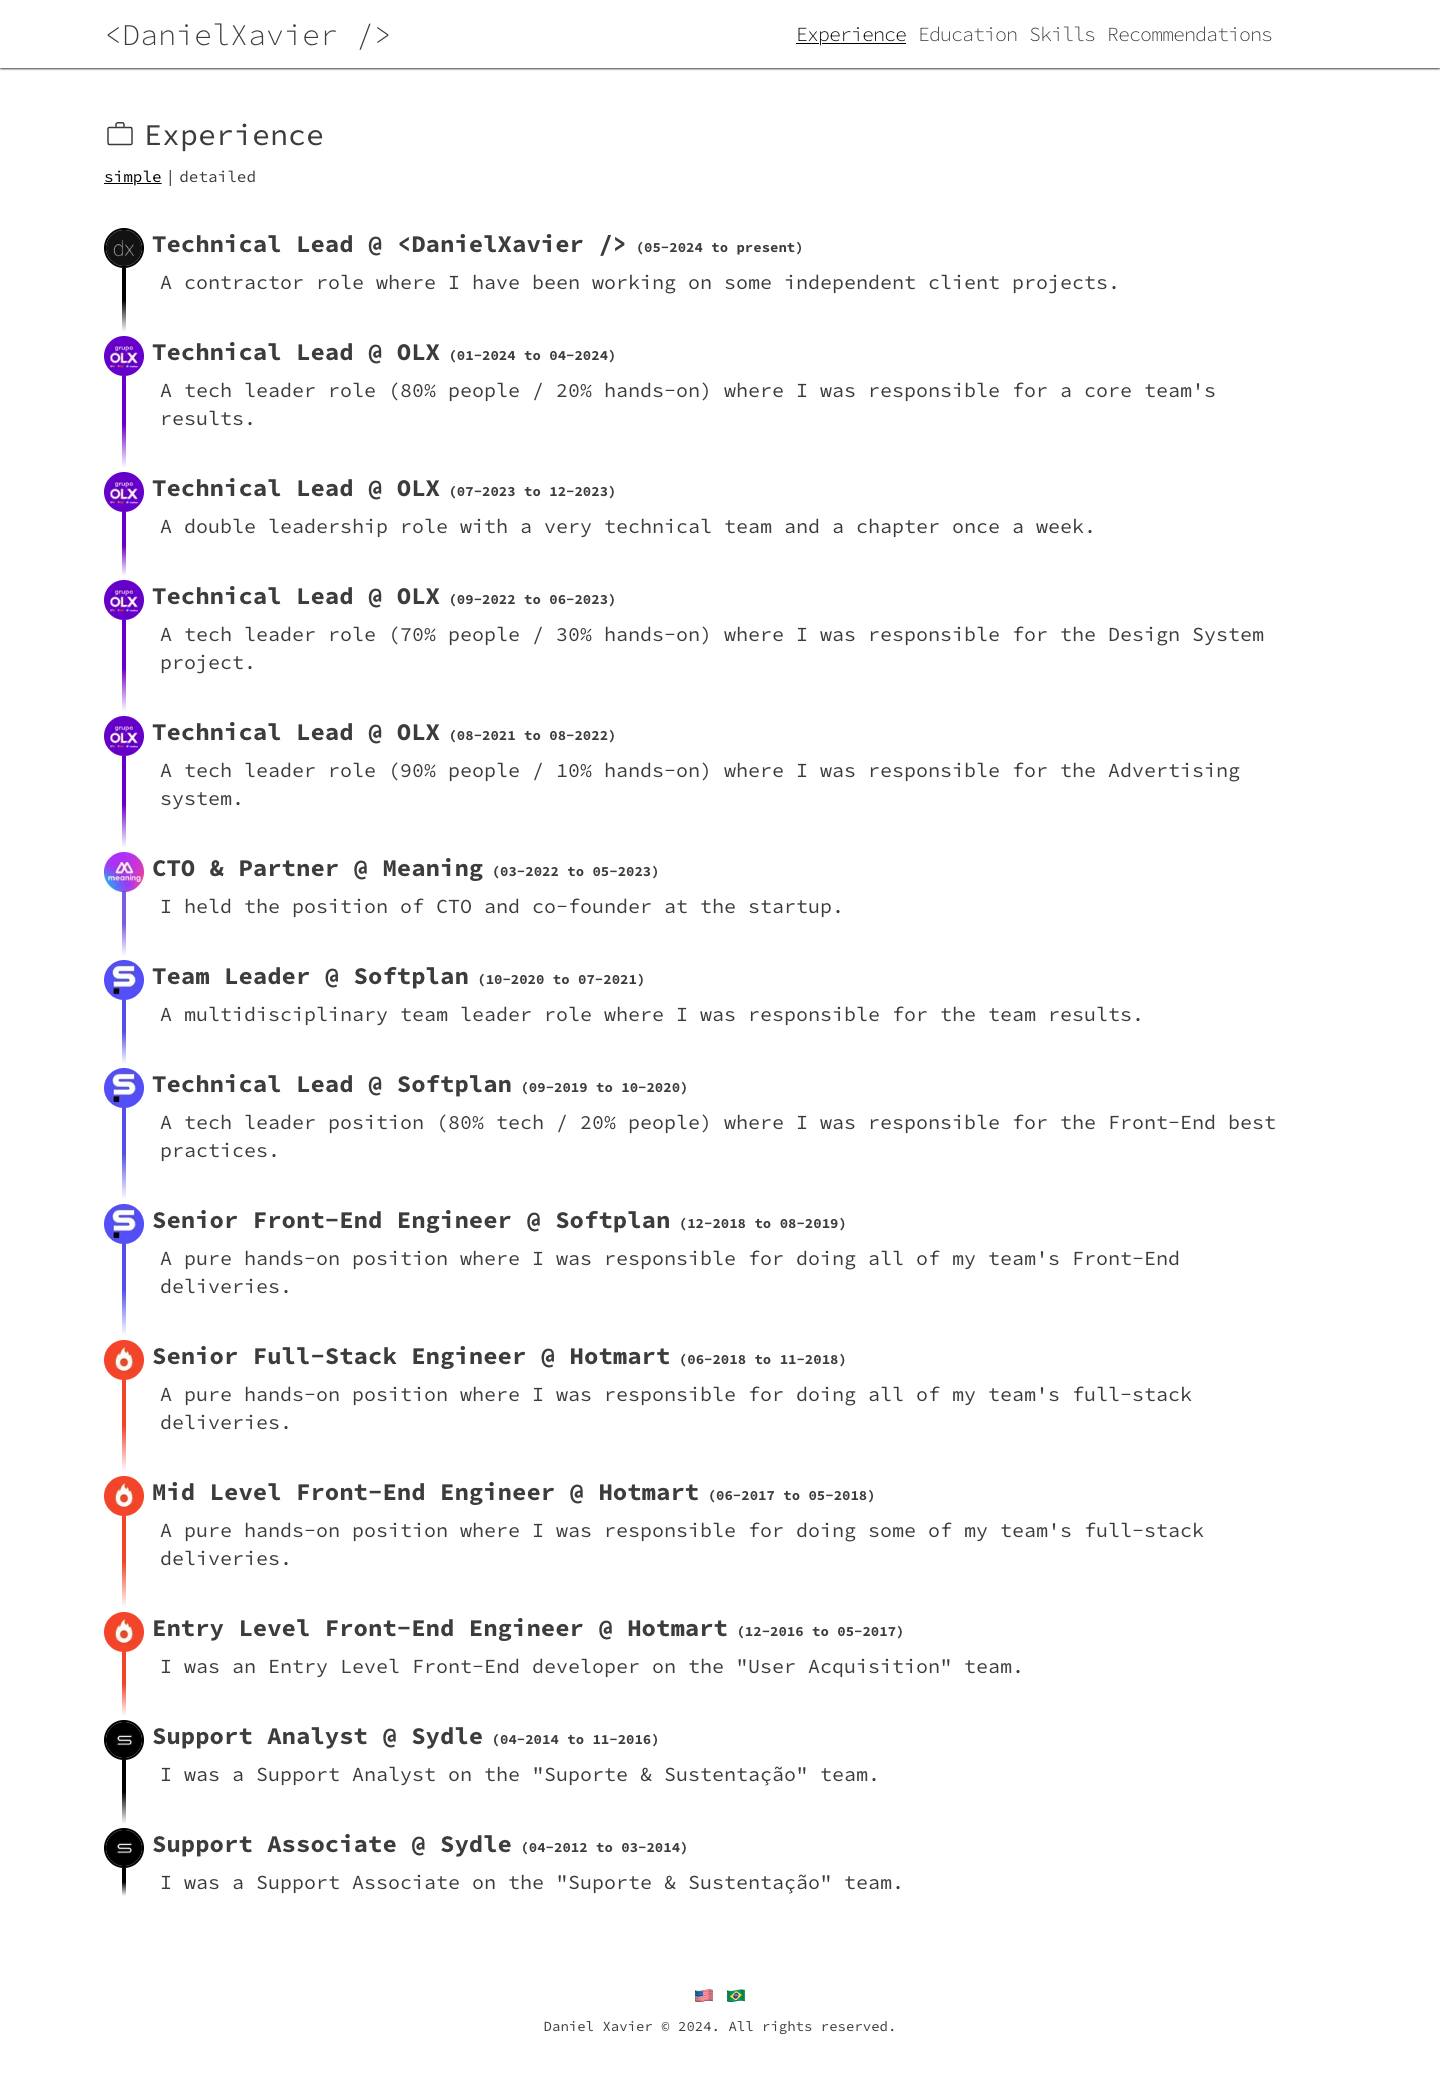 <DanielXavier />
Experience Education Skills Recommendations
Experience
simple | detailed
dx
Technical Lead @ <DanielXavier /> (05-2024 to present)
A contractor role where I have been working on some independent client projects.
grupo
OLX
Technical Lead @ OLX (01-2024 to 04-2024)
A tech leader role (80% people / 20% hands-on) where I was responsible for a core team's
results.
grupo
OLX
Technical Lead @ OLX (07-2023 to 12-2023)
A double leadership role with a very technical team and a chapter once a week.
grupo
OLX
Technical Lead @ OLX (09-2022 to 06-2023)
A tech leader role (70% people / 30% hands-on) where I was responsible for the Design System
project.
grupo
OLX
Technical Lead @ OLX (08-2021 to 08-2022)
A tech leader role (90% people / 10% hands-on) where I was responsible for the Advertising
system.
meaning
CTO & Partner @ Meaning (03-2022 to 05-2023)
I held the position of CTO and co-founder at the startup.
Team Leader @ Softplan (10-2020 to 07-2021)
A multidisciplinary team leader role where I was responsible for the team results.
Technical Lead @ Softplan (09-2019 to 10-2020)
A tech leader position (80% tech / 20% people) where I was responsible for the Front-End best
practices.
Senior Front-End Engineer @ Softplan (12-2018 to 08-2019)
A pure hands-on position where I was responsible for doing all of my team's Front-End
deliveries.
Senior Full-Stack Engineer @ Hotmart (06-2018 to 11-2018)
A pure hands-on position where I was responsible for doing all of my team's full-stack
deliveries.
Mid Level Front-End Engineer @ Hotmart (06-2017 to 05-2018)
A pure hands-on position where I was responsible for doing some of my team's full-stack
deliveries.
Entry Level Front-End Engineer @ Hotmart (12-2016 to 05-2017)
I was an Entry Level Front-End developer on the "User Acquisition" team.
Support Analyst @ Sydle (04-2014 to 11-2016)
I was a Support Analyst on the "Suporte & Sustentação" team.
Support Associate @ Sydle (04-2012 to 03-2014)
I was a Support Associate on the "Suporte & Sustentação" team.
Daniel Xavier © 2024. All rights reserved.